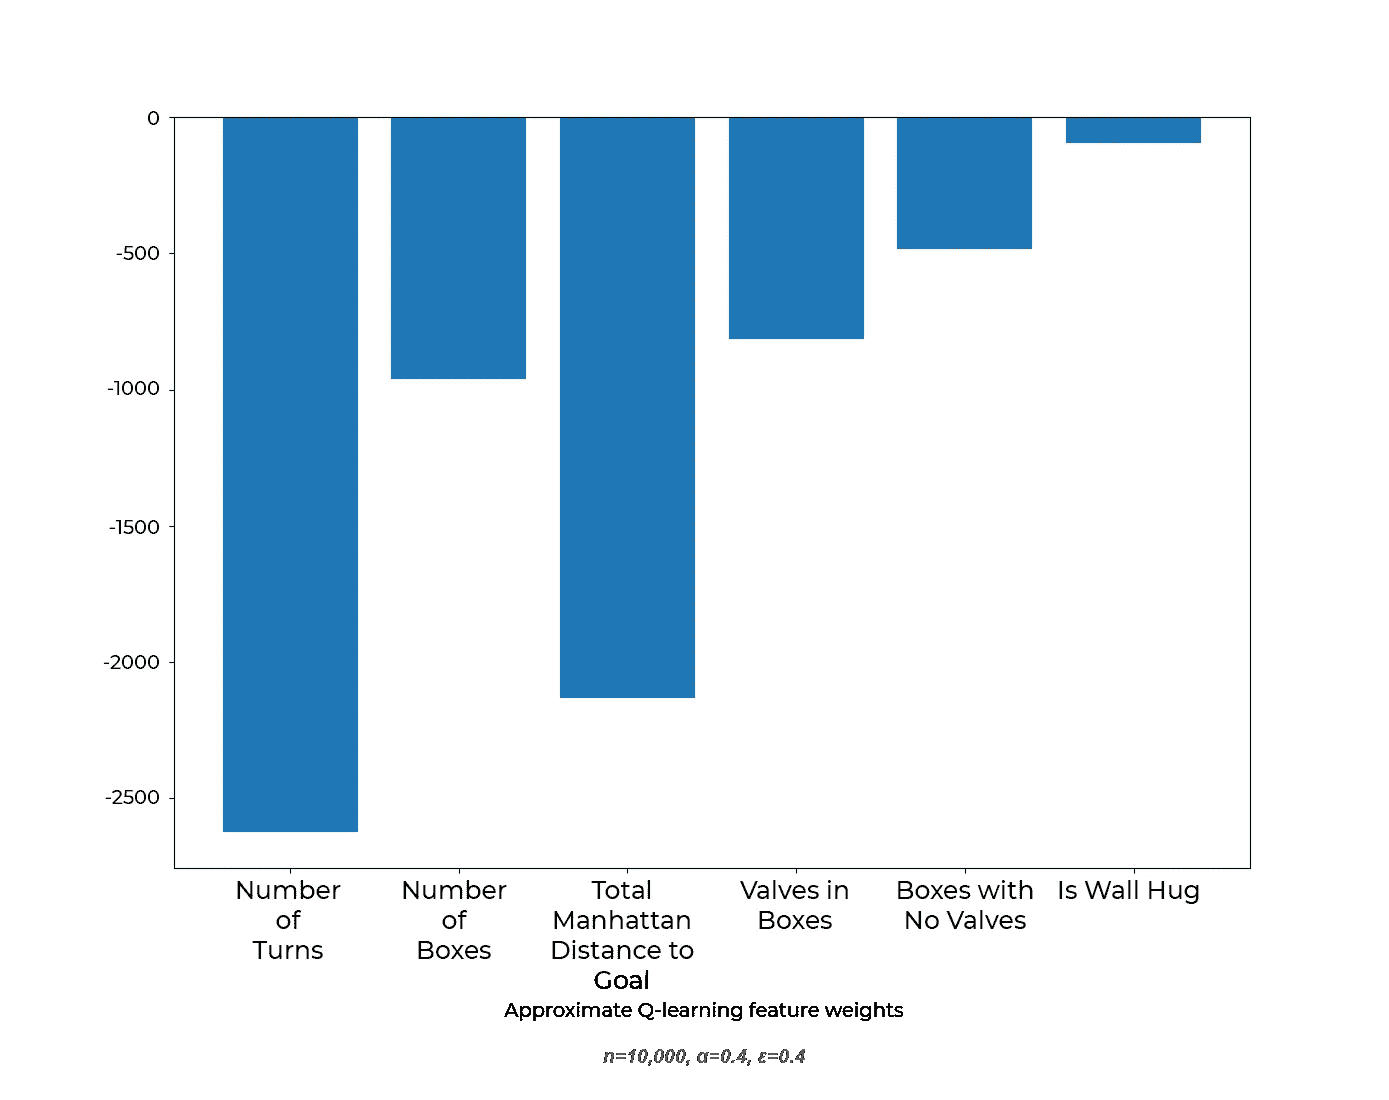 0
-500
-1000
-1500
-2000
-2500
Number
of
Turns
Number
of
Boxes
Total
Manhattan
Distance to
Goal
Valves in
Boxes
Boxes with
No Valves
Is Wall Hug
Approximate Q-learning feature weights
n=10,000, α=0.4, ε=0.4